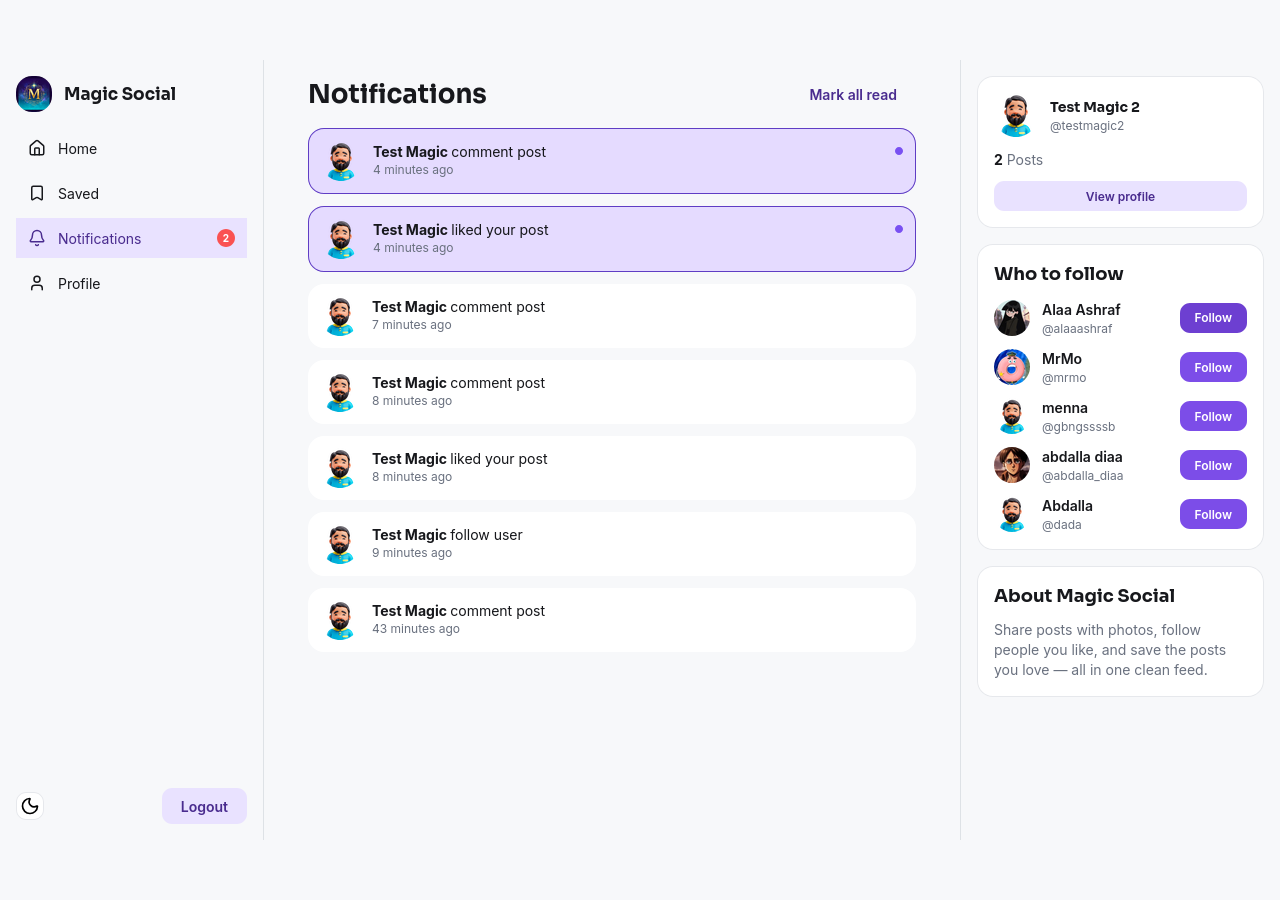 Magic Social
Home
Saved
Notifications 2
Profile
Logout
Notifications
Mark all read
Test Magic comment post
4 minutes ago
Test Magic liked your post
4 minutes ago
Test Magic comment post
7 minutes ago
Test Magic comment post
8 minutes ago
Test Magic liked your post
8 minutes ago
Test Magic follow user
9 minutes ago
Test Magic comment post
43 minutes ago
Test Magic 2
@testmagic2
2 Posts
View profile
Who to follow
Alaa Ashraf
@alaaashraf
Follow
MrMo
@mrmo
Follow
menna
@gbngssssb
Follow
abdalla diaa
@abdalla_diaa
Follow
Abdalla
@dada
Follow
About Magic Social
Share posts with photos, follow
people you like, and save the posts
you love — all in one clean feed.